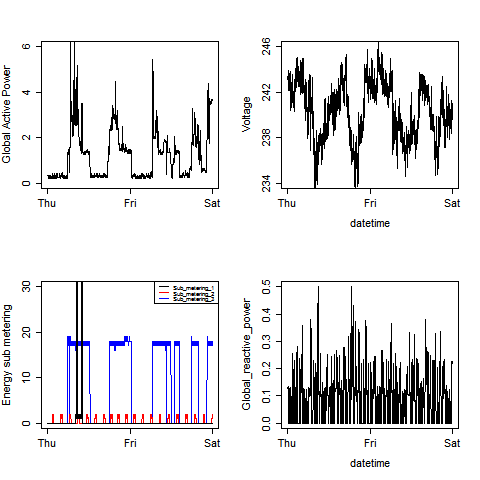 Global Active Power
0 2 4 6
Thu Fri Sat
Voltage
234 238 242 246
Thu Fri Sat
datetime
Energy sub metering
0 10 20 30
Sub_metering_1
Sub_metering_2
Sub_metering_3
Thu Fri Sat
Global_reactive_power
0.0 0.1 0.2 0.3 0.4 0.5
Thu Fri Sat
datetime